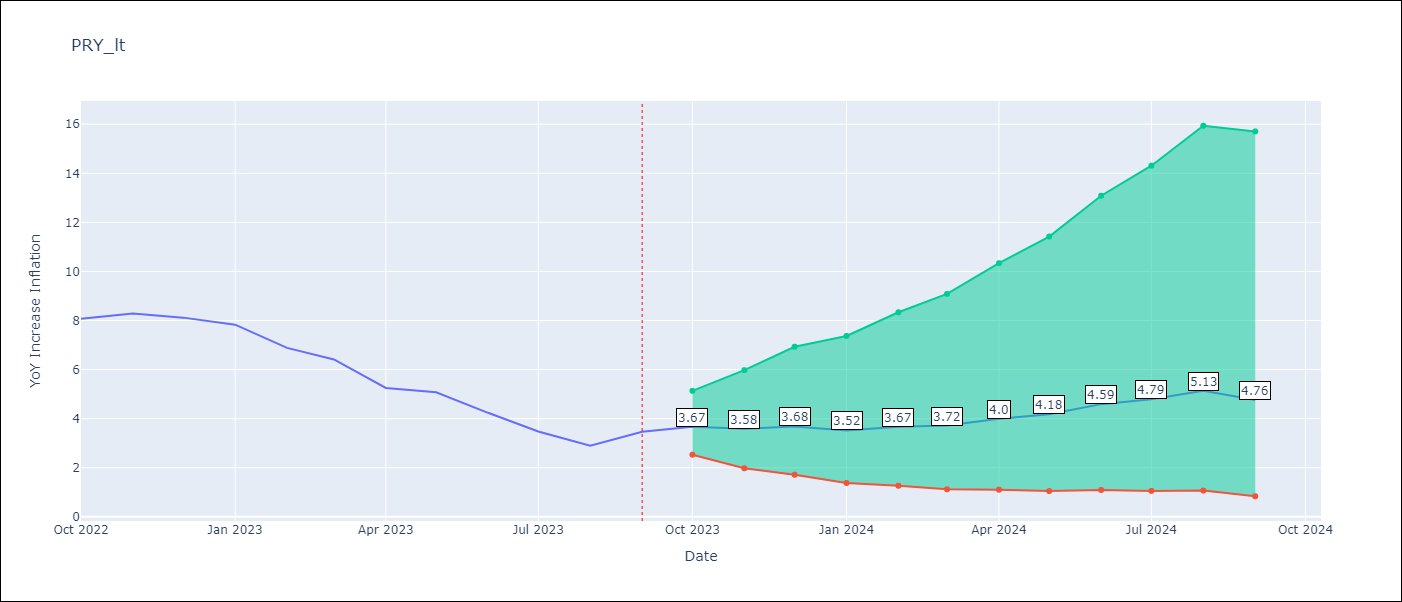 PRY_lt
YoY Increase Inflation
16
14
12
10
8
6
4
2
0
3.67
3.58
3.68
3.52
3.67
3.72
4.0
4.18
4.59
4.79
5.13
4.76
Oct 2022
Jan 2023
Apr 2023
Jul 2023
Oct 2023
Jan 2024
Apr 2024
Jul 2024
Oct 2024
Date